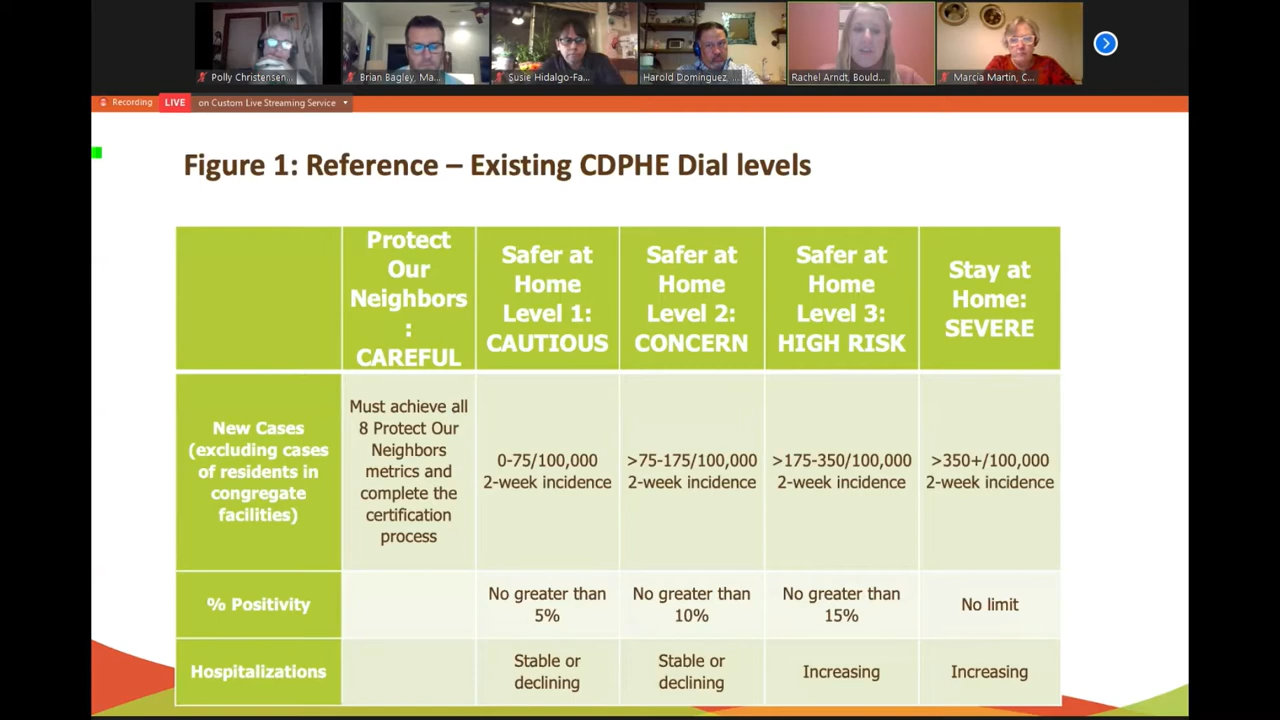 Polly Christensen...
Brian Bagley, Ma...
Susie Hidalgo-Fa...
Harold Dominguez, ...
Rachel Arndt, Bould...
Marcia Martin, C...
Recording
LIVE
on Custom Live Streaming Service
Figure 1: Reference – Existing CDPHE Dial levels
Protect
Our
Neighbors
:
CAREFUL
Safer at
Home
Level 1:
CAUTIOUS
Safer at
Home
Level 2:
CONCERN
Safer at
Home
Level 3:
HIGH RISK
Stay at
Home:
SEVERE
New Cases
(excluding cases
of residents in
congregate
facilities)
Must achieve all
8 Protect Our
Neighbors
metrics and
complete the
certification
process
0-75/100,000
2-week incidence
>75-175/100,000
2-week incidence
>175-350/100,000
2-week incidence
>350+/100,000
2-week incidence
% Positivity
No greater than
5%
No greater than
10%
No greater than
15%
No limit
Hospitalizations
Stable or
declining
Stable or
declining
Increasing
Increasing